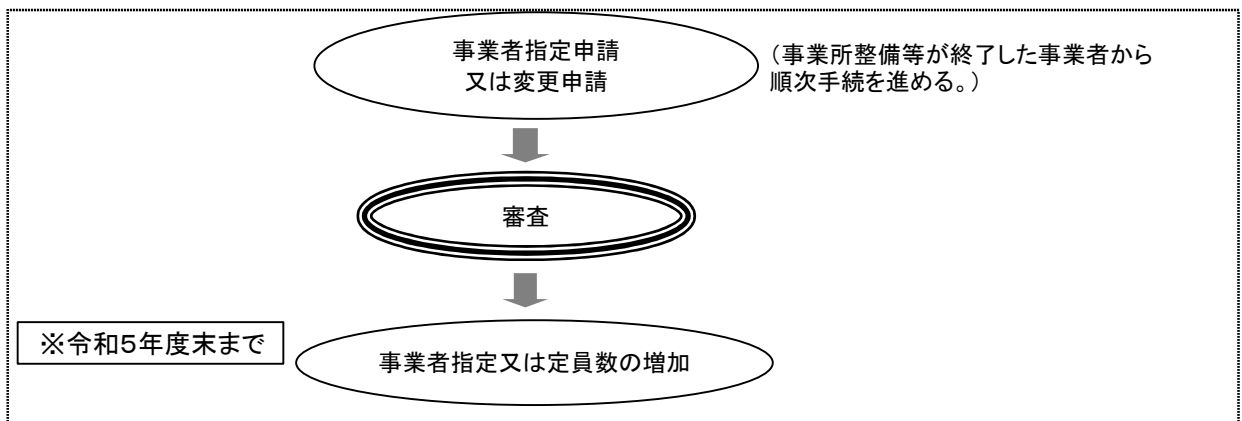 事業者指定申請
又は変更申請
（事業所整備等が終了した事業者から
順次手続を進める。）
審査
※令和５年度末まで
事業者指定又は定員数の増加